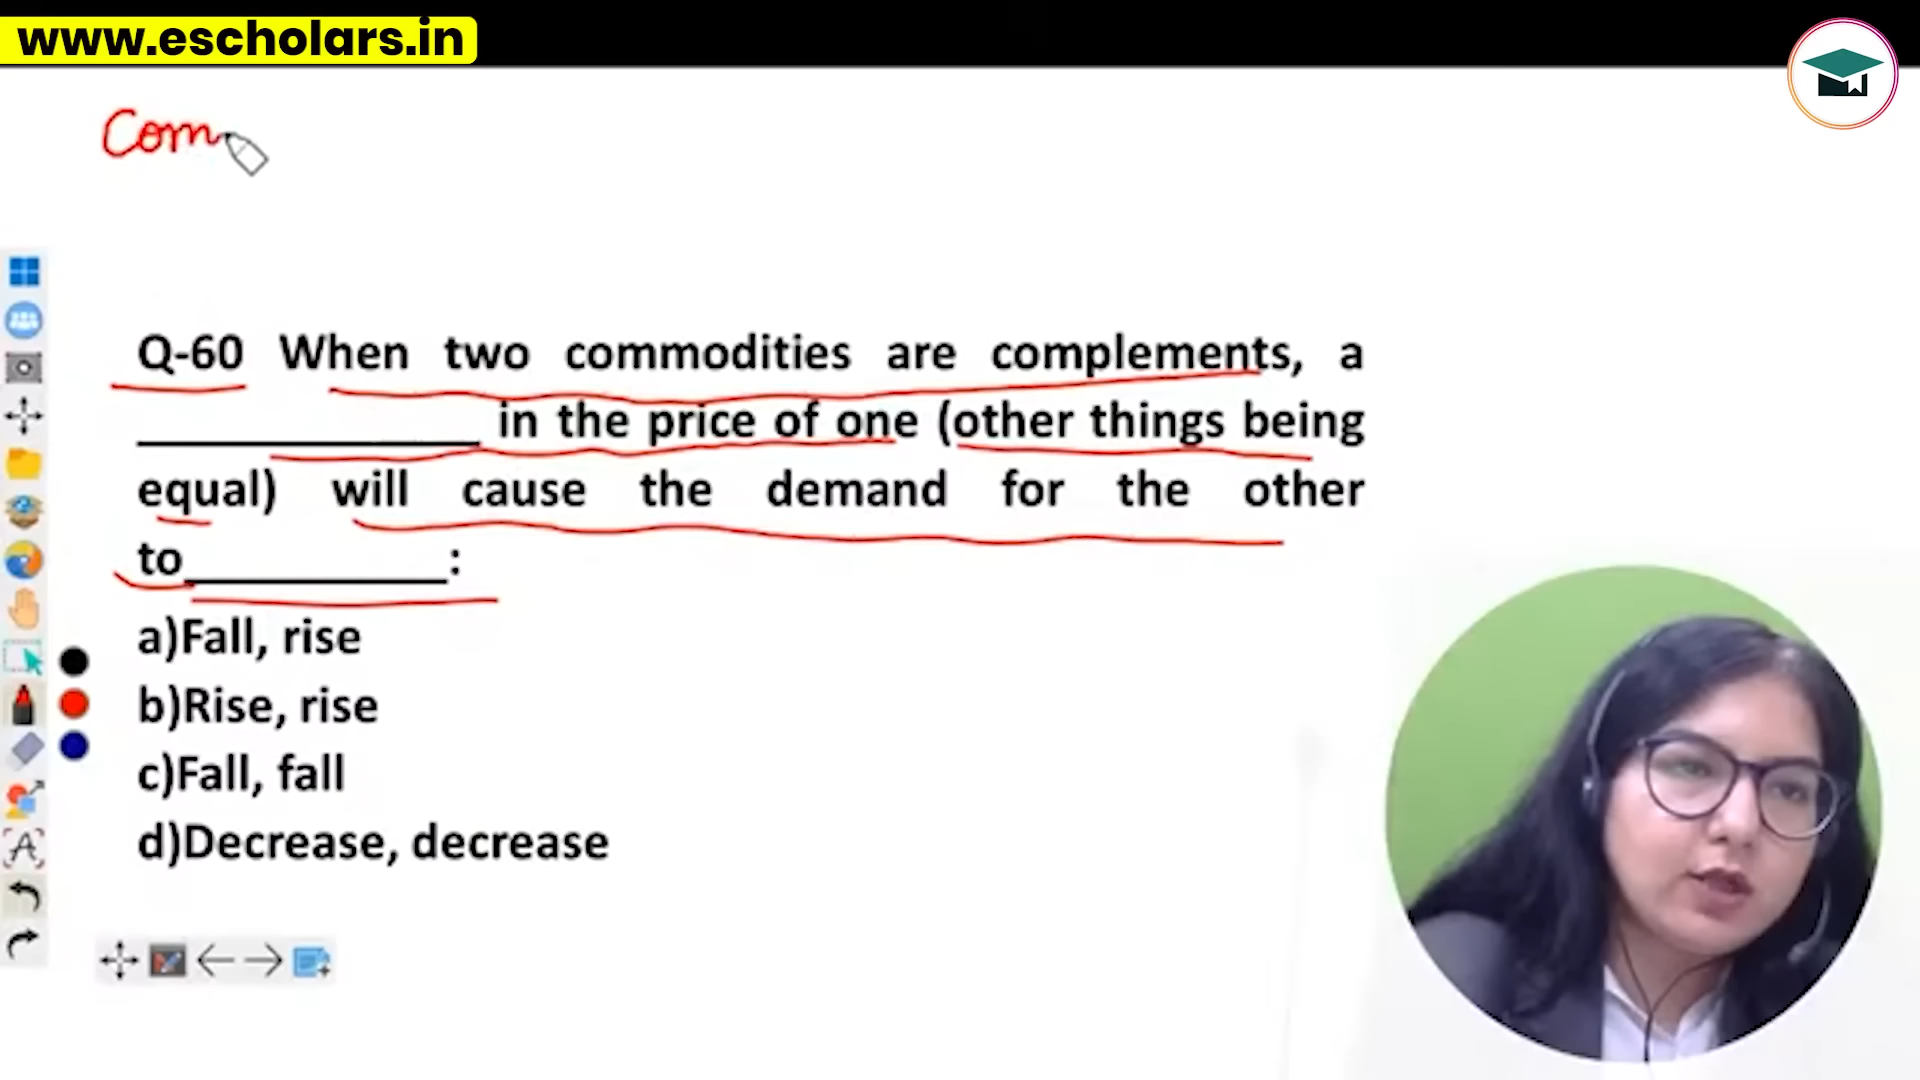 www.escholars.in
Com
Q-60 When two commodities are complements, a
______________ in the price of one (other things being
equal) will cause the demand for the other
to___________:
a)Fall, rise
b)Rise, rise
c)Fall, fall
d)Decrease, decrease